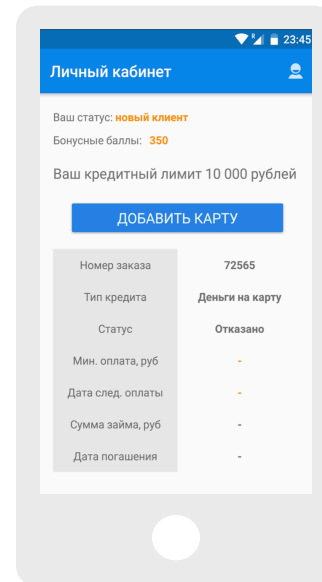 R 23:45
Личный кабинет
Ваш статус: новый клиент
Бонусные баллы: 350
Ваш кредитный лимит 10 000 рублей
ДОБАВИТЬ КАРТУ
Номер заказа 72565
Тип кредита Деньги на карту
Статус Отказано
Мин. оплата, руб -
Дата след. оплаты -
Сумма займа, руб -
Дата погашения -